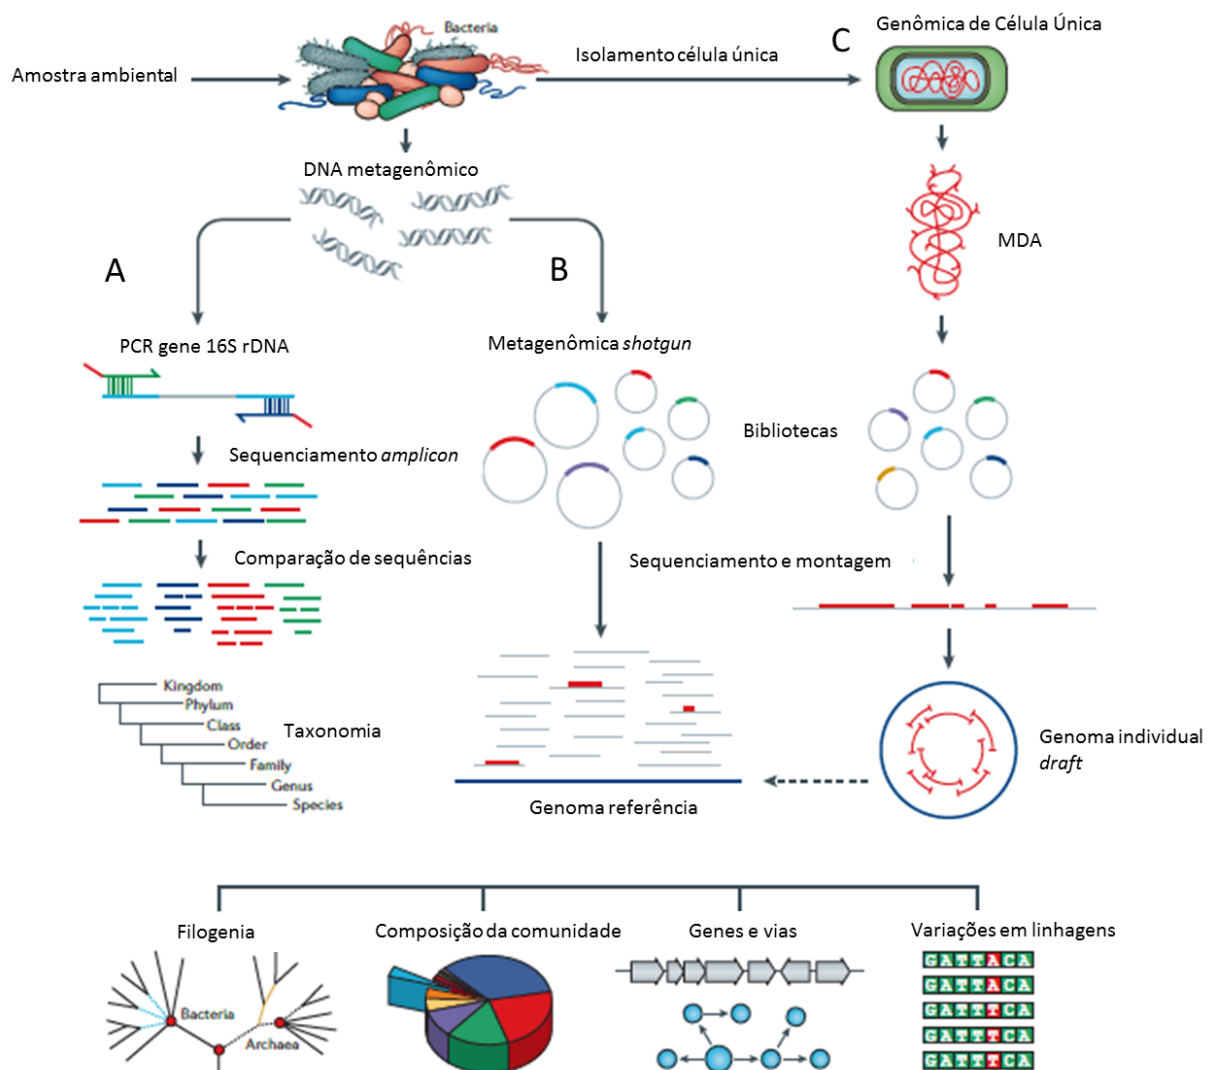 Genômica de Célula Única
Bacteria
C
Isolamento célula única
Amostra ambiental
DNA metagenômico
MDA
A
B
PCR gene 16S rDNA
Metagenômica shotgun
Bibliotecas
Sequenciamento amplicon
Comparação de sequências
Sequenciamento e montagem
Kingdom
Phylum
Class
Order
Family
Genus
Species
Taxonomia
Genoma individual
draft
Genoma referência
Filogenia
Composição da comunidade
Genes e vias
Variações em linhagens
Bacteria
Archaea
GATTACA
GATTACA
GATTTCA
GATTTCA
GATTTCA